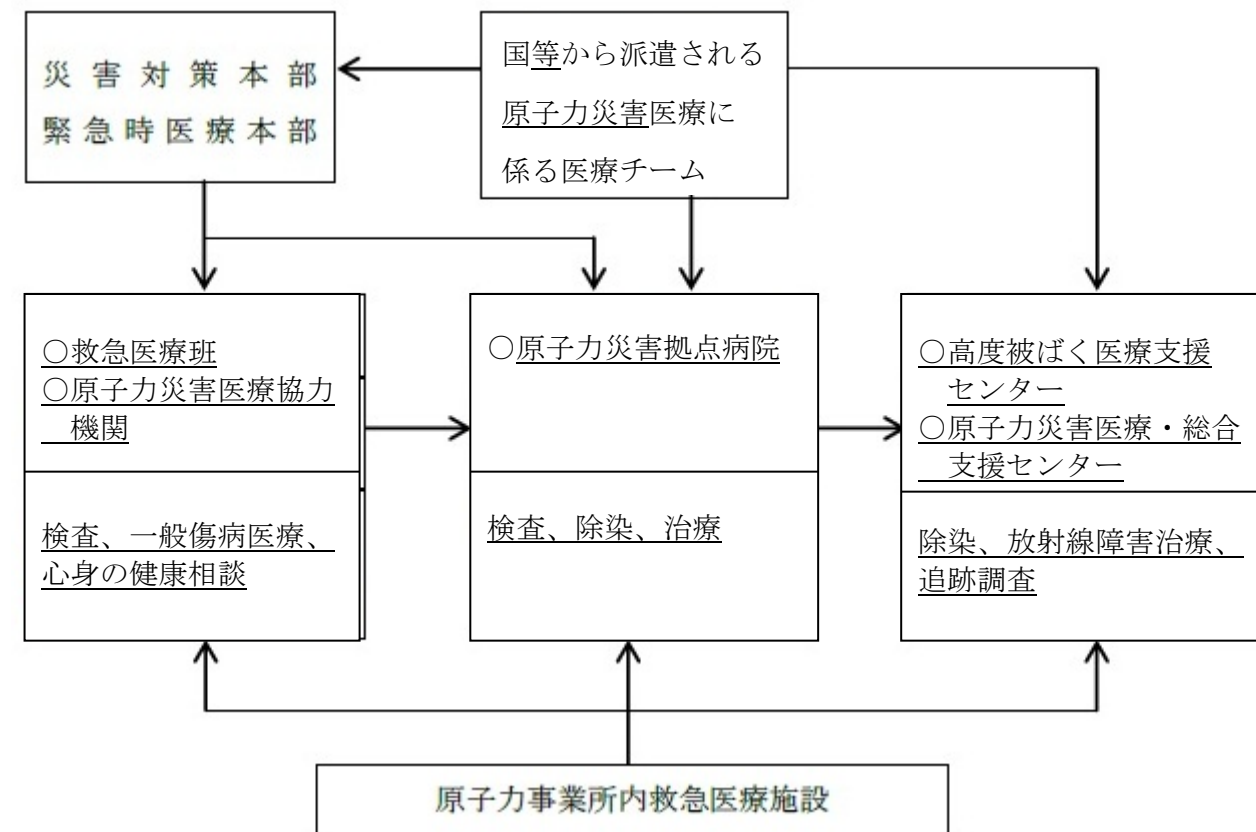 災害対策本部
緊急時医療本部
国等から派遣される
原子力災害医療に
係る医療チーム
○救急医療班
○原子力災害医療協力
機関
検査、一般傷病医療、
心身の健康相談
○原子力災害拠点病院
検査、除染、治療
○高度被ばく医療支援
センター
○原子力災害医療・総合
支援センター
除染、放射線障害治療、
追跡調査
原子力事業所内救急医療施設